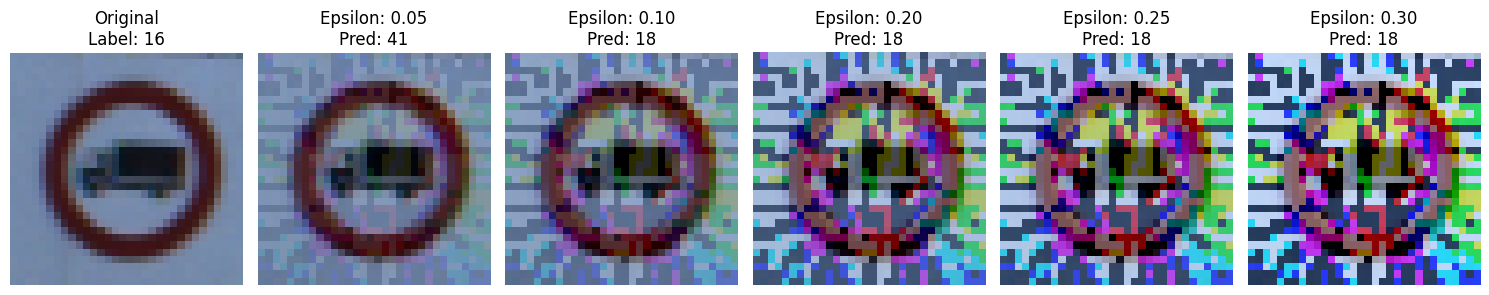 Original
Label: 16
Epsilon: 0.05
Pred: 41
Epsilon: 0.10
Pred: 18
Epsilon: 0.20
Pred: 18
Epsilon: 0.25
Pred: 18
Epsilon: 0.30
Pred: 18